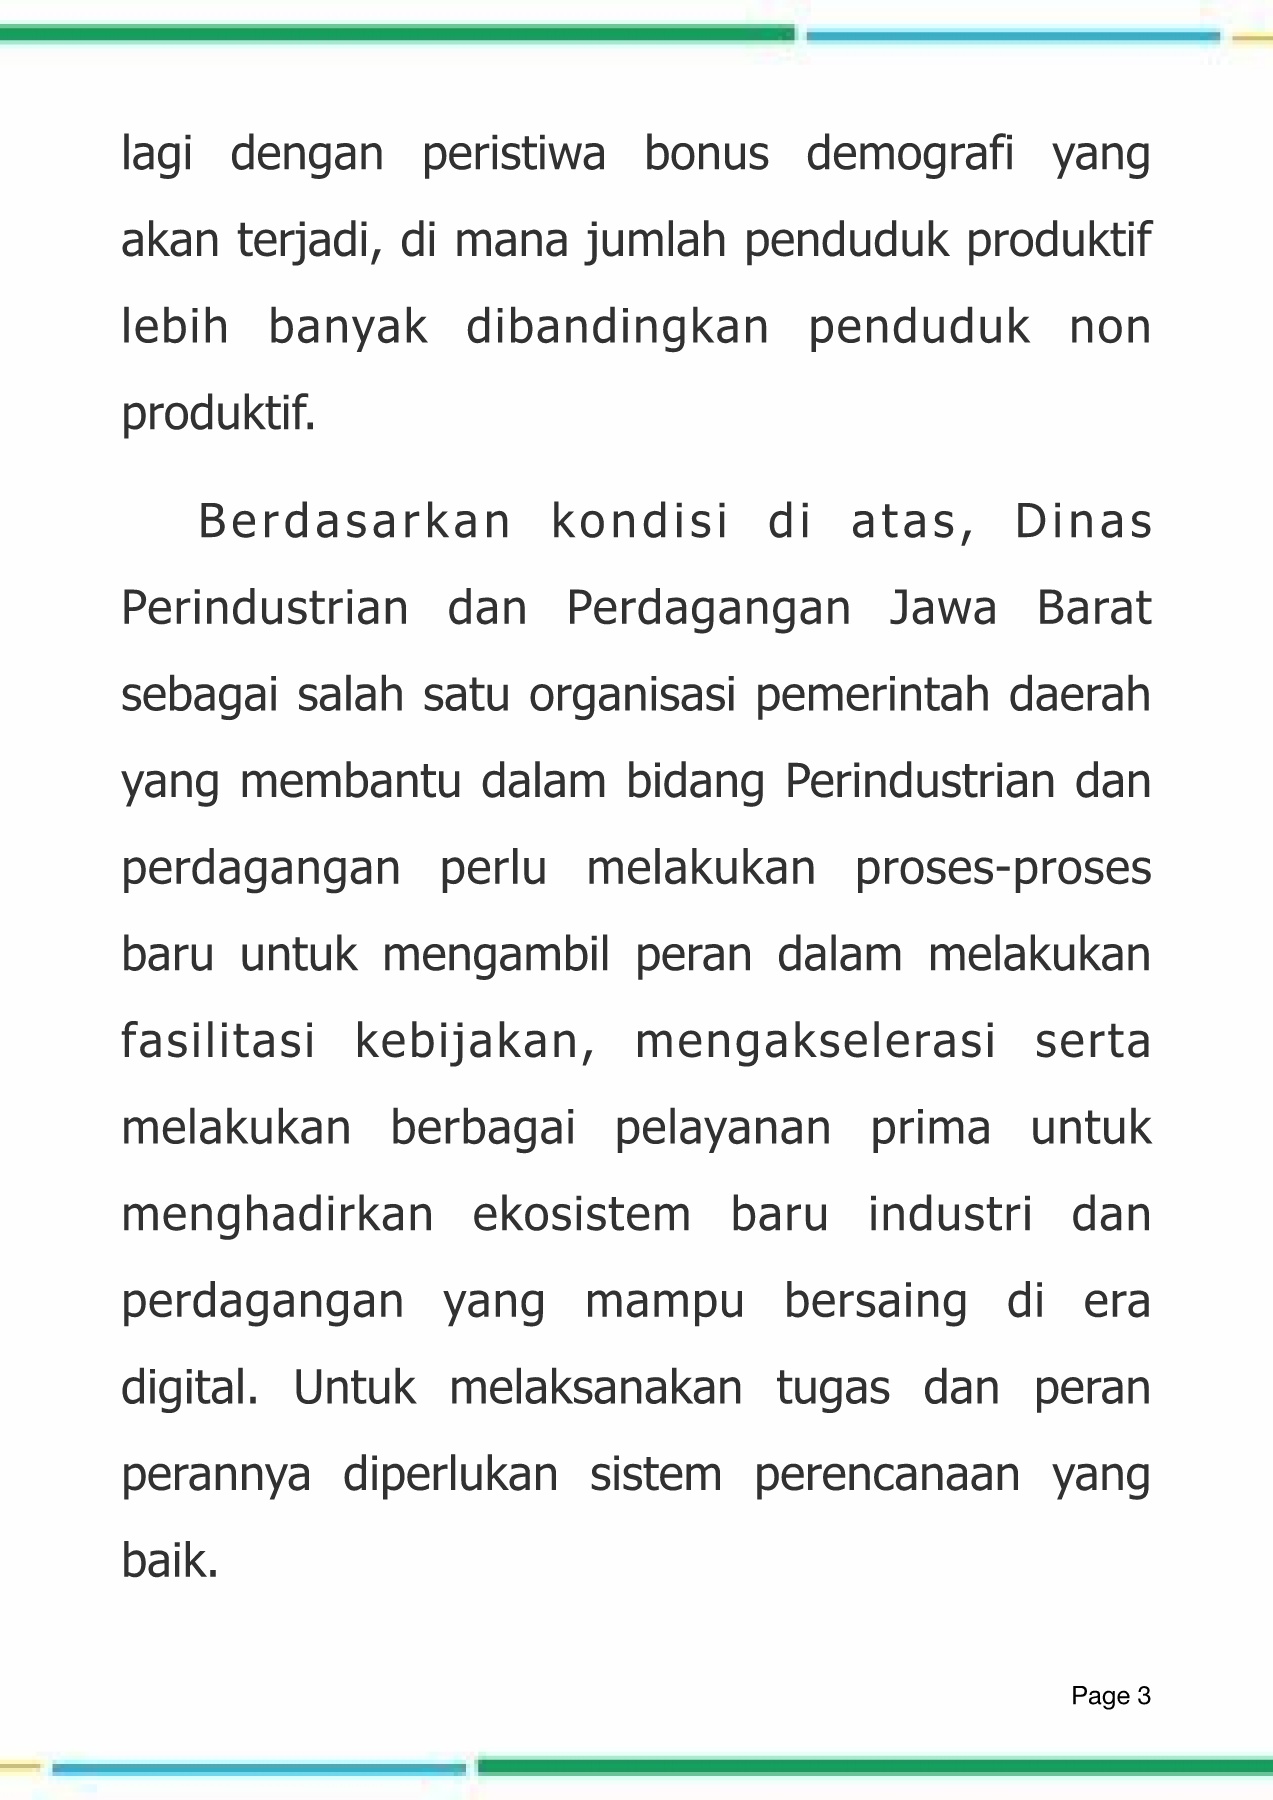 lagi dengan peristiwa bonus demografi yang
akan terjadi, di mana jumlah penduduk produktif
lebih banyak dibandingkan penduduk non
produktif.
Berdasarkan kondisi di atas, Dinas
Perindustrian dan Perdagangan Jawa Barat
sebagai salah satu organisasi pemerintah daerah
yang membantu dalam bidang Perindustrian dan
perdagangan perlu melakukan proses-proses
baru untuk mengambil peran dalam melakukan
fasilitasi kebijakan, mengakselerasi serta
melakukan berbagai pelayanan prima untuk
menghadirkan ekosistem baru industri dan
perdagangan yang mampu bersaing di era
digital. Untuk melaksanakan tugas dan peran
perannya diperlukan sistem perencanaan yang
baik.
Page 3